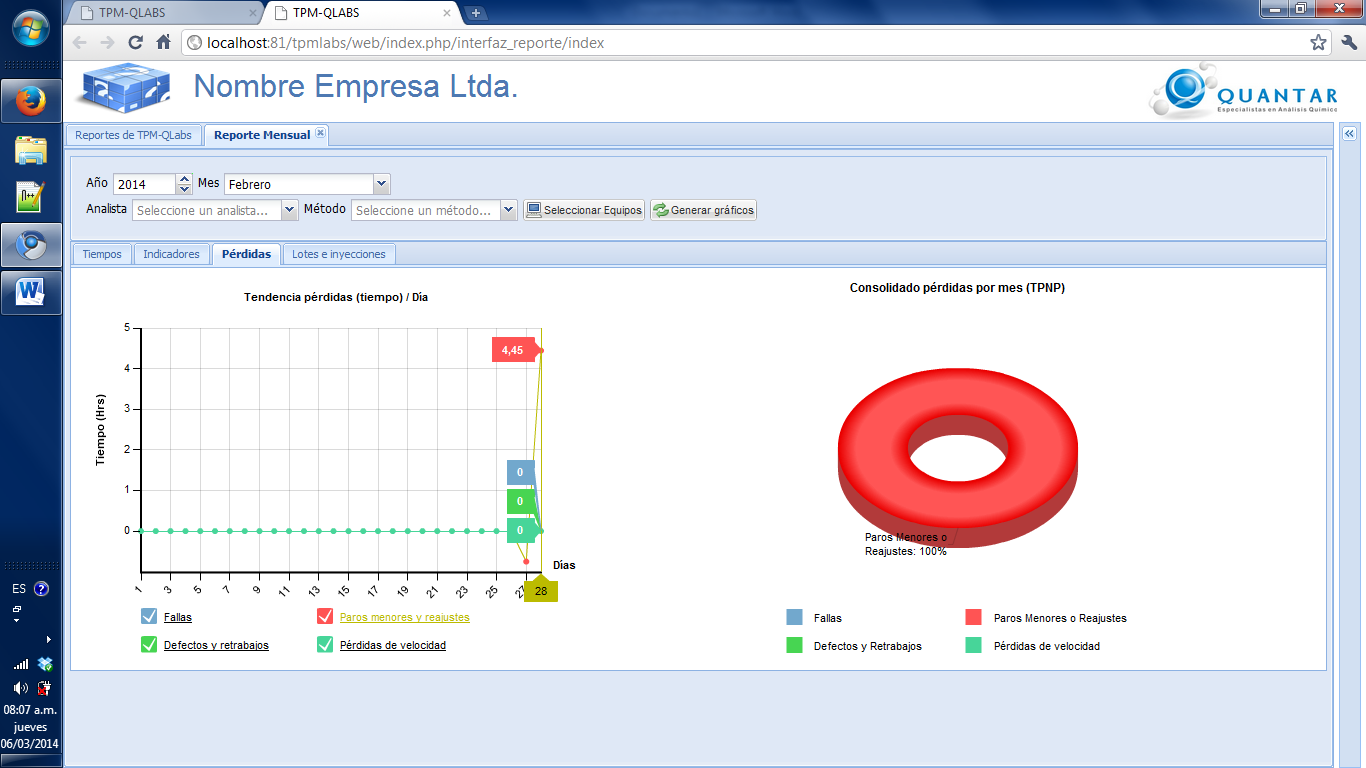 TPM-QLABS
TPM-QLABS
localhost:81/tpmlabs/web/index.php/interfaz_reporte/index
Nombre Empresa Ltda.
QUANTAR
Especialistas en Análisis Químico
Reportes de TPM-QLabs
Reporte Mensual
Año 2014 Mes Febrero
Analista Seleccione un analista... Método Seleccione un método... Seleccionar Equipos Generar gráficos
Tiempos Indicadores Pérdidas Lotes e inyecciones
Tendencia pérdidas (tiempo) / Día
Tiempo (Hrs)
5
4
3
2
1
0
4,45
0
0
0
Días
1 3 5 7 9 11 13 15 17 19 21 23 25 27 28
Fallas
Paros menores y reajustes
Defectos y retrabajos
Pérdidas de velocidad
Consolidado pérdidas por mes (TPNP)
Paros Menores o
Reajustes: 100%
Fallas
Paros Menores o Reajustes
Defectos y Retrabajos
Pérdidas de velocidad
ES
08:07 a.m.
jueves
06/03/2014